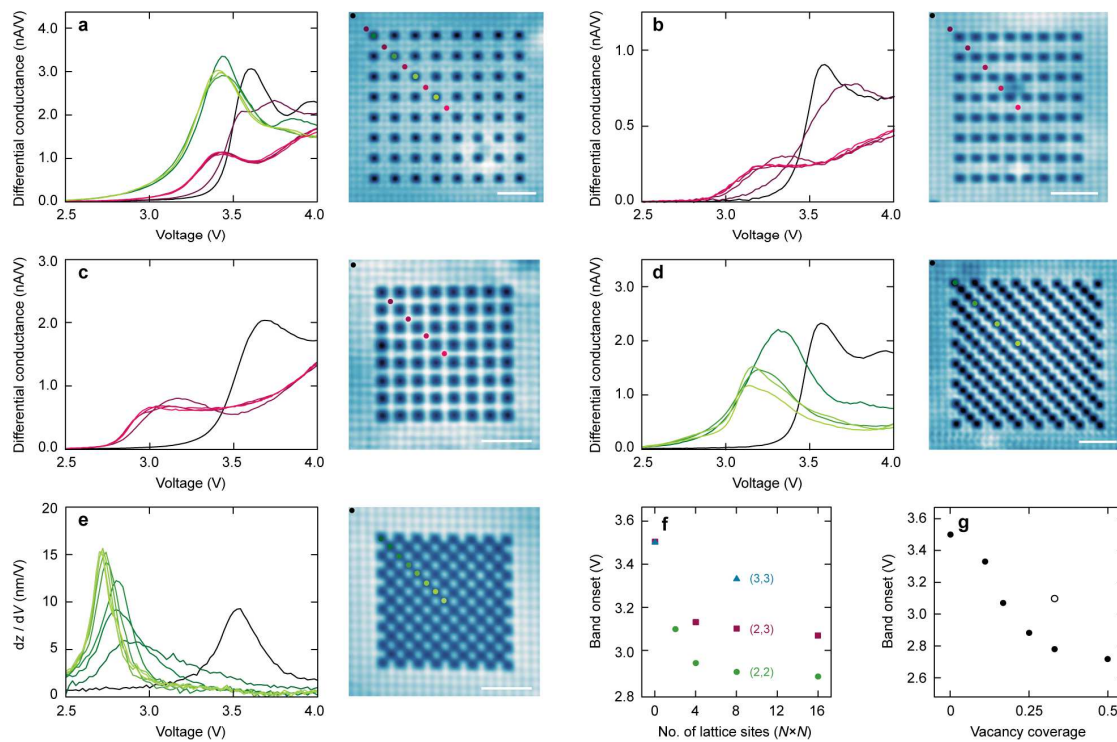 a
Differential conductance (nA/V)
4.0
3.0
2.0
1.0
0.0
2.5 3.0 3.5 4.0
Voltage (V)
b
Differential conductance (nA/V)
1.0
0.5
0.0
2.5 3.0 3.5 4.0
Voltage (V)
c
Differential conductance (nA/V)
3.0
2.0
1.0
0.0
2.5 3.0 3.5 4.0
Voltage (V)
d
Differential conductance (nA/V)
3.0
2.0
1.0
0.0
2.5 3.0 3.5 4.0
Voltage (V)
e
dz / dV (nm/V)
20
15
10
5
0
2.5 3.0 3.5 4.0
Voltage (V)
f
Band onset (V)
3.6
3.4
3.2
3.0
2.8
(3,3)
(2,3)
(2,2)
0 4 8 12 16
No. of lattice sites (N×N)
g
Band onset (V)
3.6
3.4
3.2
3.0
2.8
2.6
0 0.25 0.5
Vacancy coverage